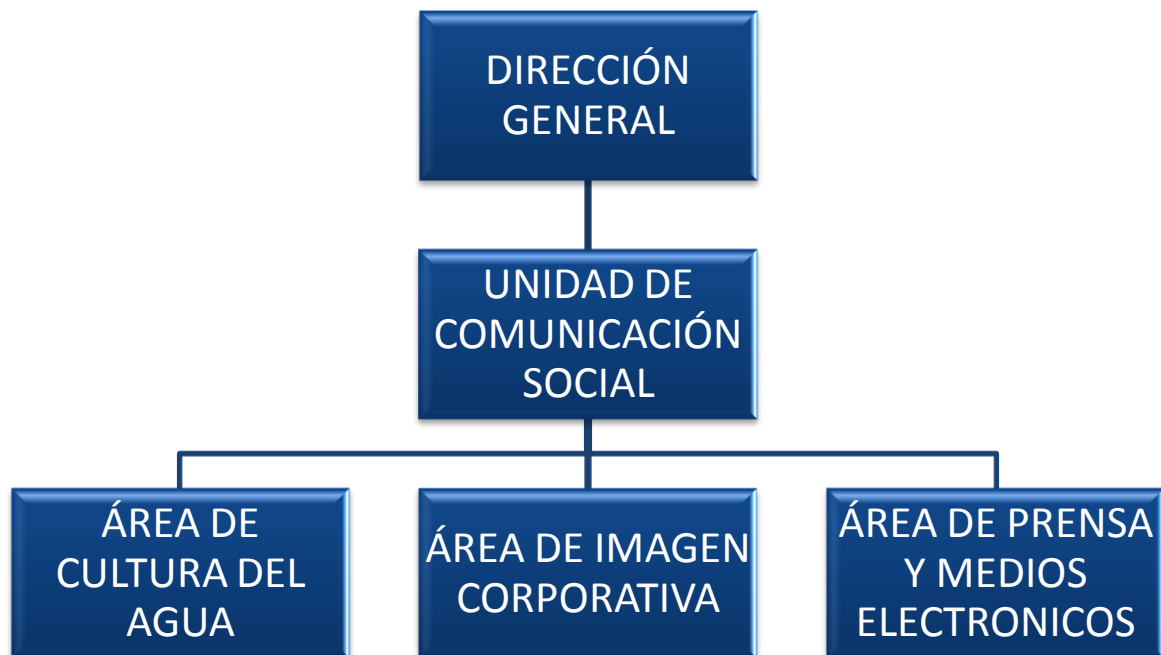 DIRECCIÓN
GENERAL
UNIDAD DE
COMUNICACIÓN
SOCIAL
ÁREA DE
CULTURA DEL
AGUA
ÁREA DE IMAGEN
CORPORATIVA
ÁREA DE PRENSA
Y MEDIOS
ELECTRONICOS